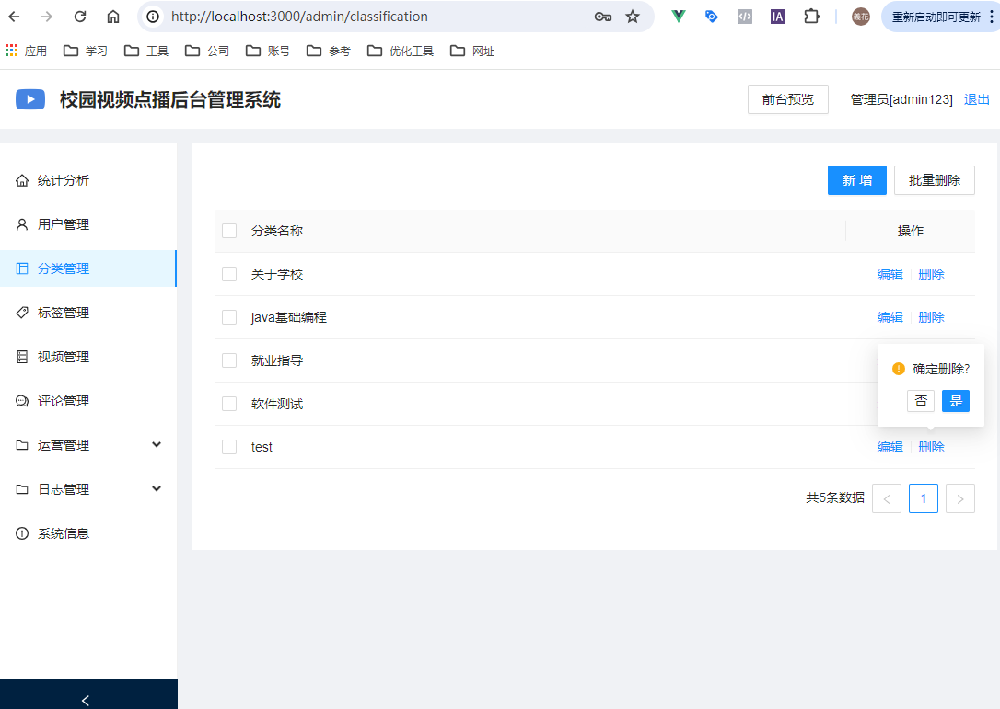 http://localhost:3000/admin/classification
IA
義花
重新启动即可更新
应用 学习 工具 公司 账号 参考 优化工具 网址
校园视频点播后台管理系统
前台预览 管理员[admin123] 退出
统计分析
用户管理
分类管理
标签管理
视频管理
评论管理
运营管理
日志管理
系统信息
新 增 批量删除
分类名称 操作
关于学校 编辑 删除
java基础编程 编辑 删除
就业指导
软件测试
确定删除?
否 是
test 编辑 删除
共5条数据 < 1 >